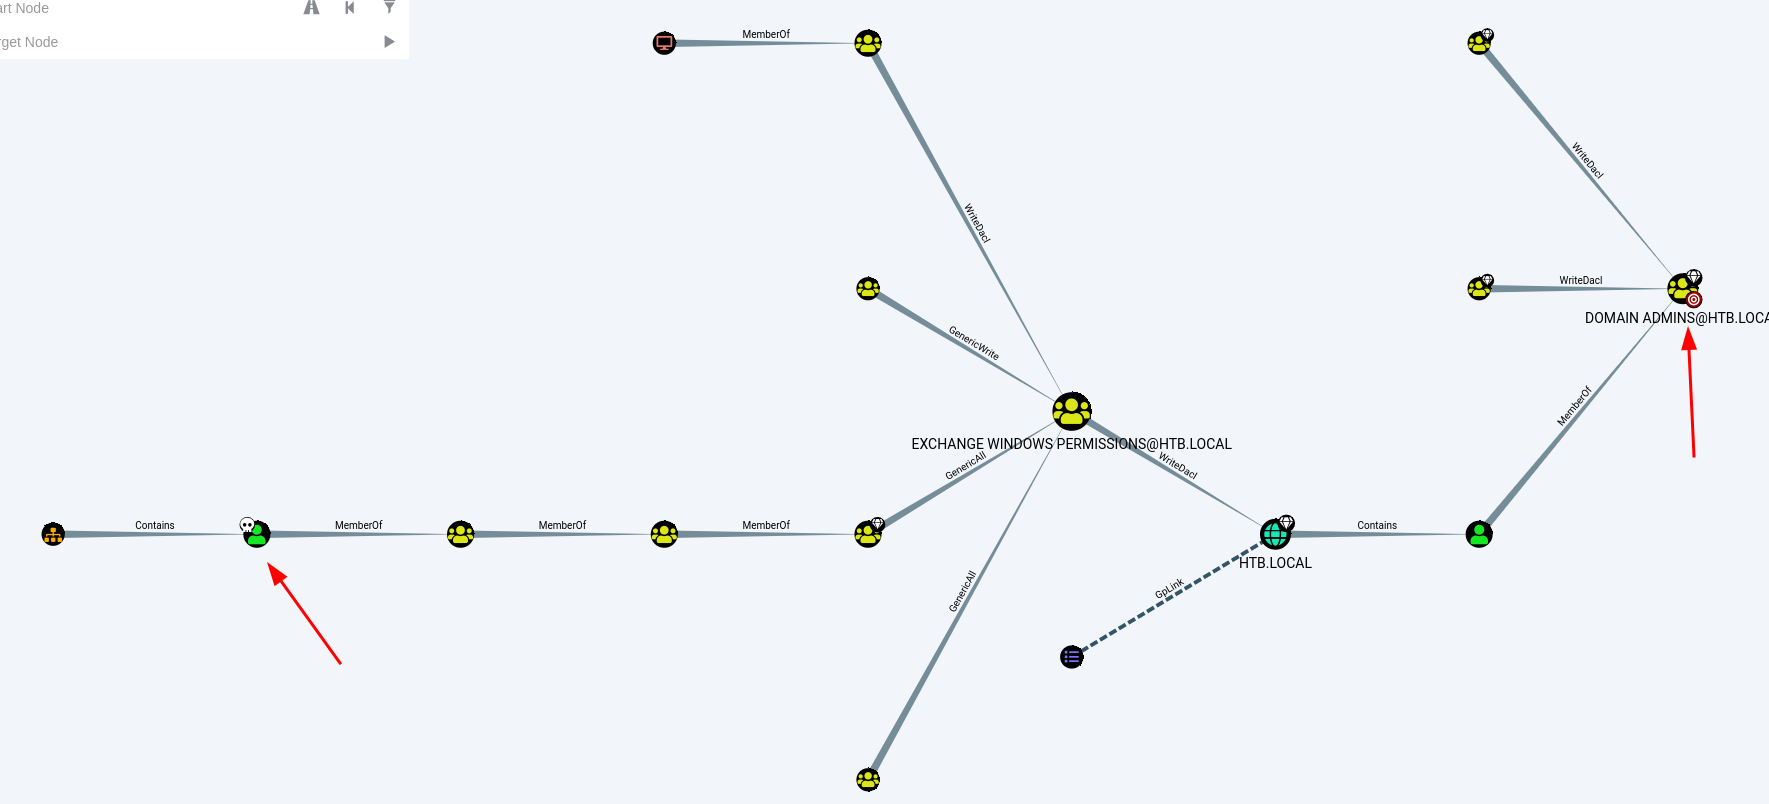 art Node
rget Node
MemberOf
WriteDacl
WriteDacl
GenericWrite
WriteDacl
DOMAIN ADMINS@HTB.LOCA
EXCHANGE WINDOWS PERMISSIONS@HTB.LOCAL
GenericAll
WriteDacl
MemberOf
Contains
MemberOf
MemberOf
MemberOf
Contains
HTB.LOCAL
GenericAll
GpLink